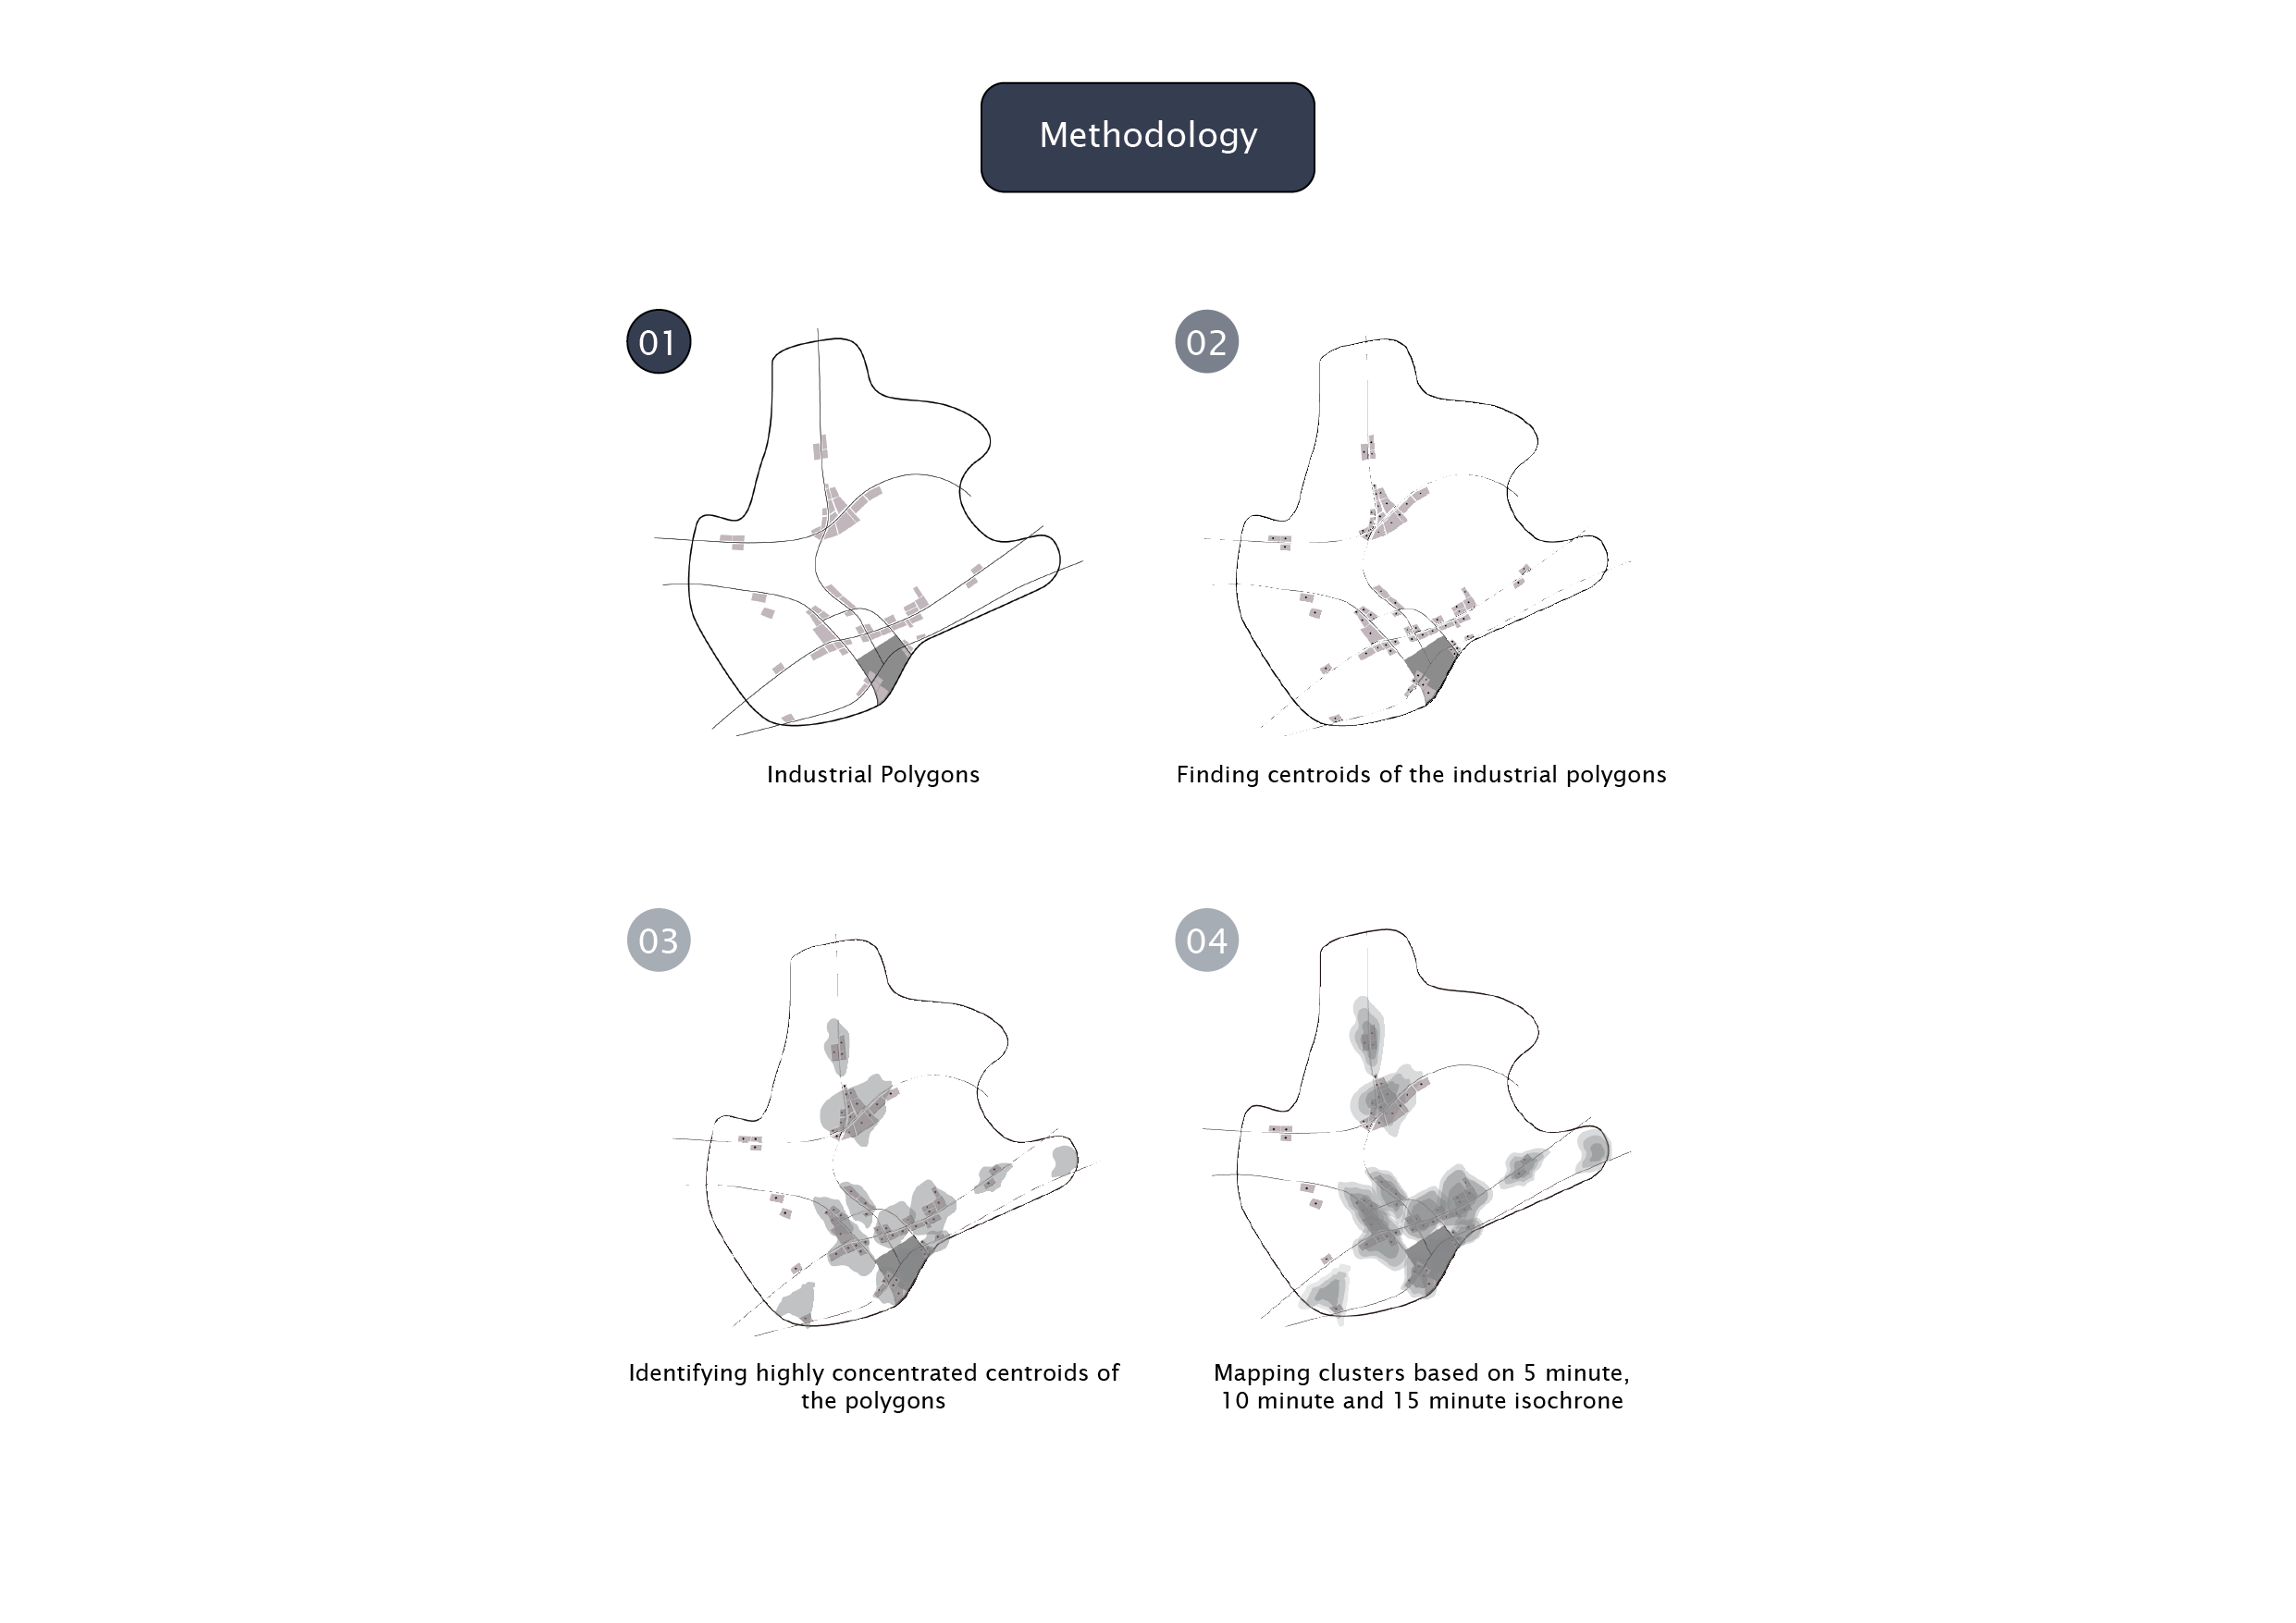 Methodology
01
02
Industrial Polygons
Finding centroids of the industrial polygons
03
04
Identifying highly concentrated centroids of
the polygons
Mapping clusters based on 5 minute,
10 minute and 15 minute isochrone